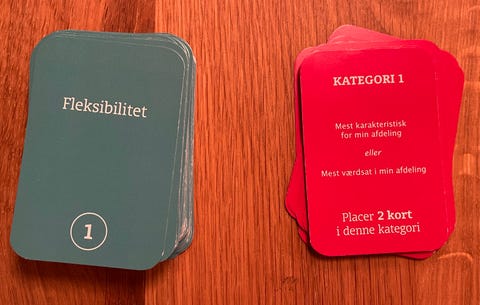 Fleksibilitet
1
KATEGORI 1
Mest karakteristisk
for min afdeling
eller
Mest værdsat i min afdeling
Placer 2 kort
i denne kategori